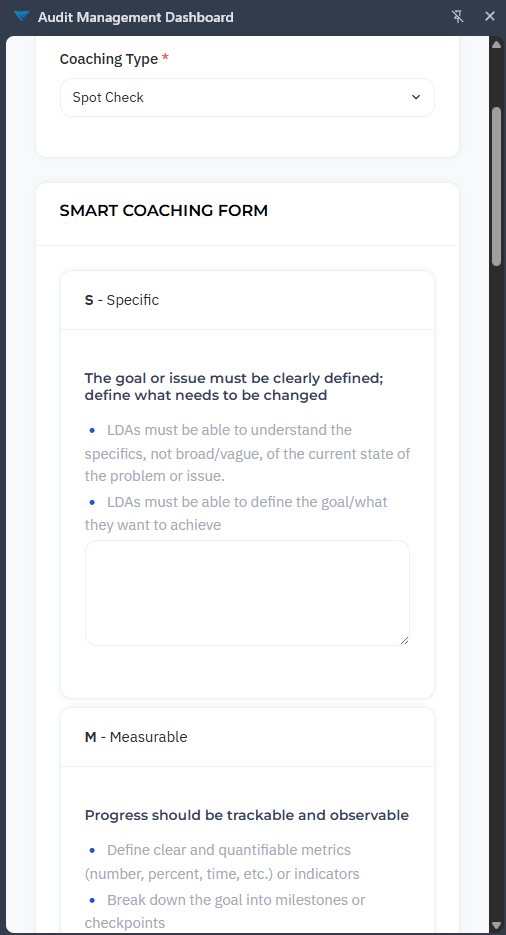 Audit Management Dashboard
Coaching Type *
Spot Check
SMART COACHING FORM
S - Specific
The goal or issue must be clearly defined;
define what needs to be changed
• LDAs must be able to understand the
specifics, not broad/vague, of the current state of
the problem or issue.
• LDAs must be able to define the goal/what
they want to achieve
M - Measurable
Progress should be trackable and observable
• Define clear and quantifiable metrics
(number, percent, time, etc.) or indicators
• Break down the goal into milestones or
checkpoints